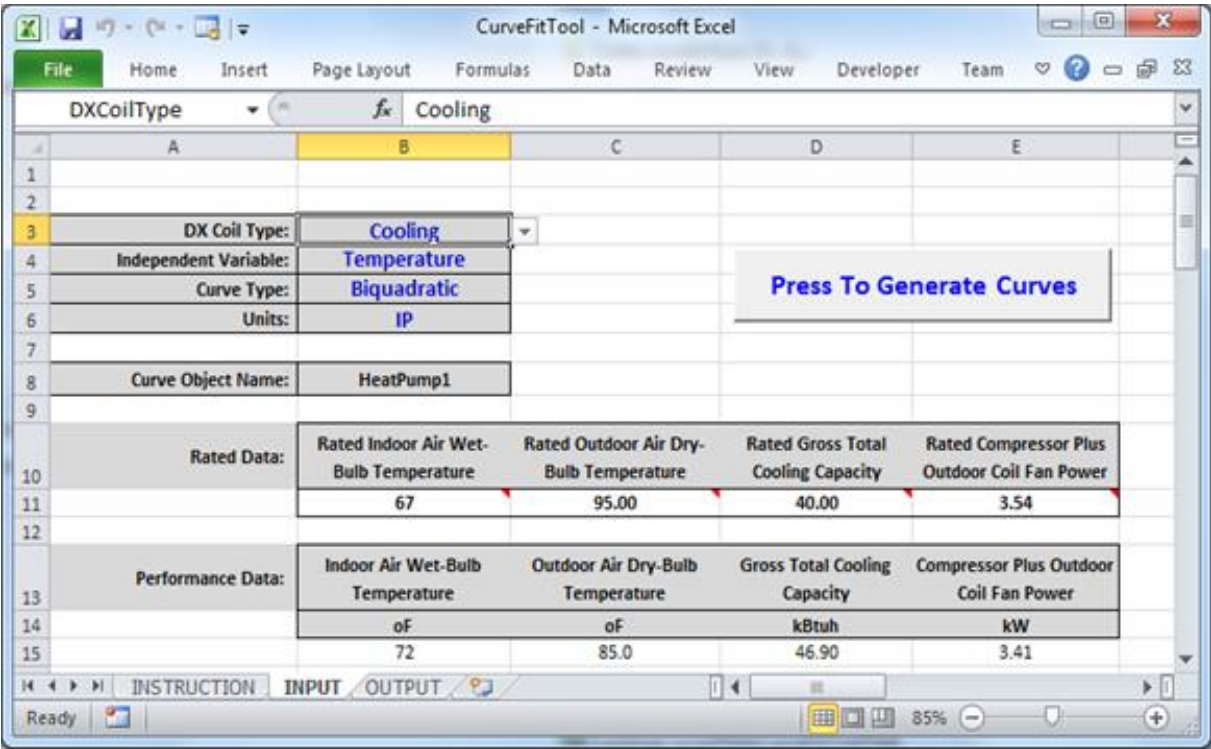 CurveFitTool - Microsoft Excel
File Home Insert Page Layout Formulas Data Review View Developer Team
DXCoilType fx Cooling
A B C D E
1
2
3 DX Coil Type: Cooling
4 Independent Variable: Temperature
5 Curve Type: Biquadratic
Press To Generate Curves
6 Units: IP
7
8 Curve Object Name: HeatPump1
9
Rated Data: Rated Indoor Air Wet- Rated Outdoor Air Dry- Rated Gross Total Rated Compressor Plus
10 Bulb Temperature Bulb Temperature Cooling Capacity Outdoor Coil Fan Power
11 67 95.00 40.00 3.54
12
Performance Data: Indoor Air Wet-Bulb Outdoor Air Dry-Bulb Gross Total Cooling Compressor Plus Outdoor
13 Temperature Temperature Capacity Coil Fan Power
14 oF oF kBtuh kW
15 72 85.0 46.90 3.41
INSTRUCTION INPUT OUTPUT
Ready 85%